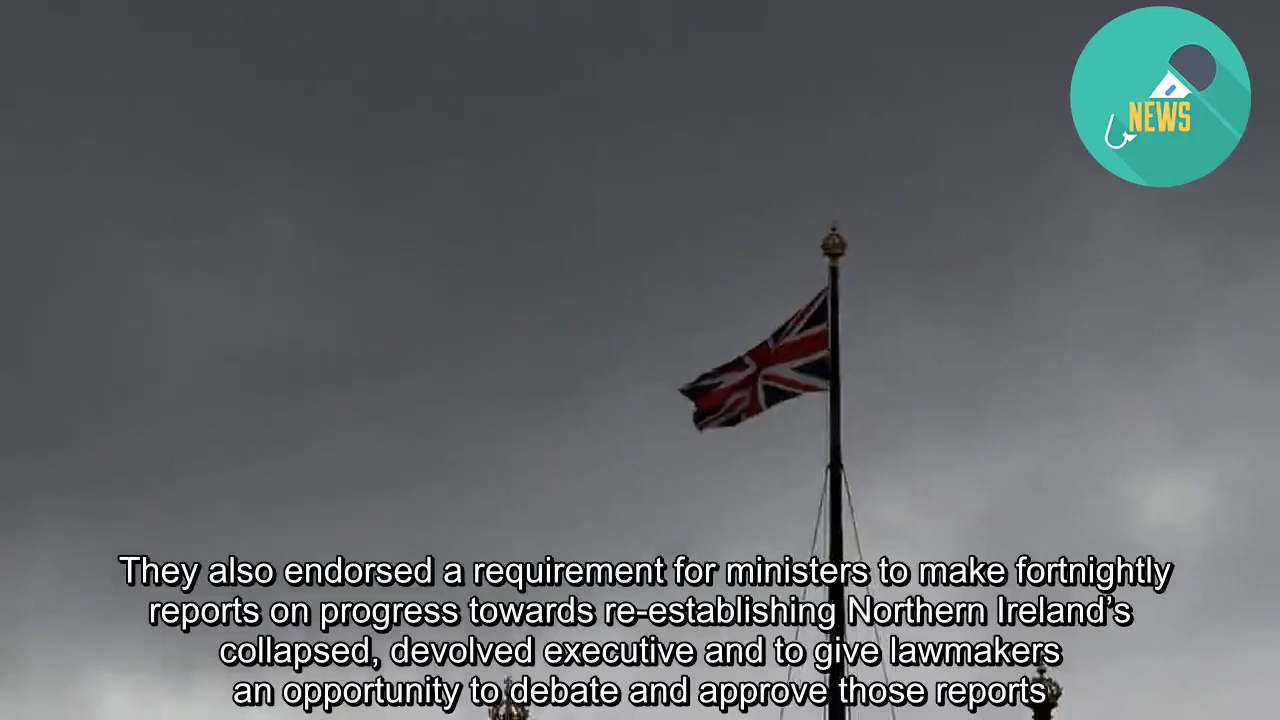 NEWS
They also endorsed a requirement for ministers to make fortnightly
reports on progress towards re-establishing Northern Ireland’s
collapsed, devolved executive and to give lawmakers
an opportunity to debate and approve those reports